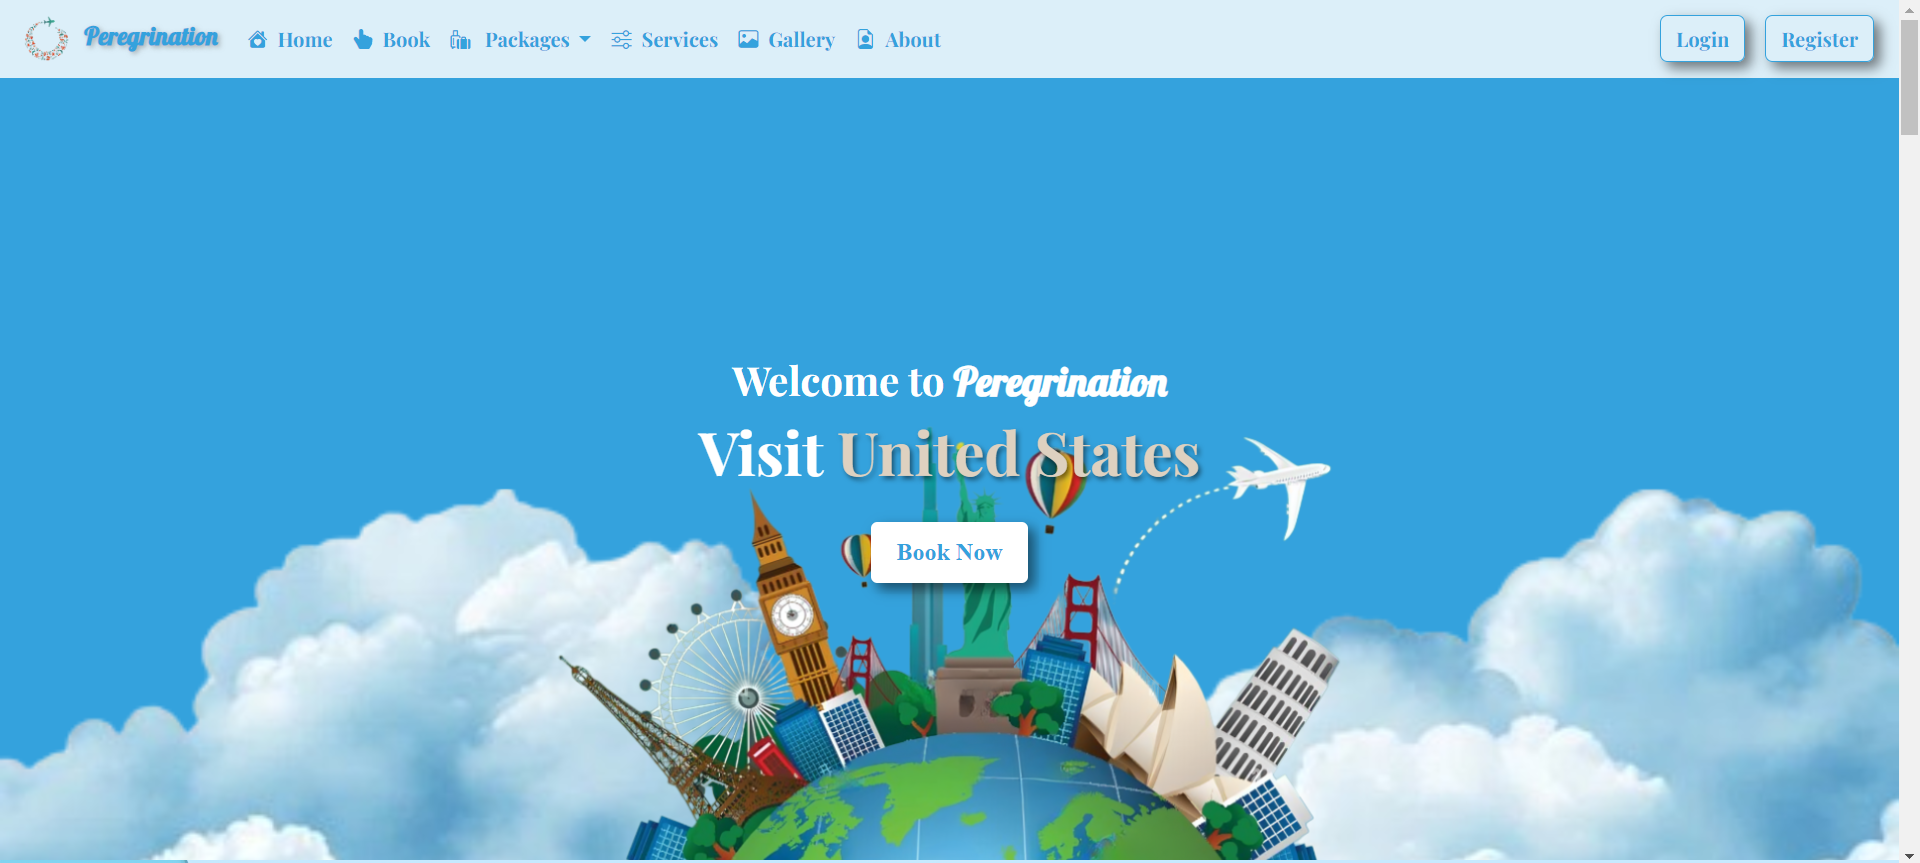 Peregrination Home Book Packages Services Gallery About Login Register
Welcome to Peregrination
Visit United States
Book Now